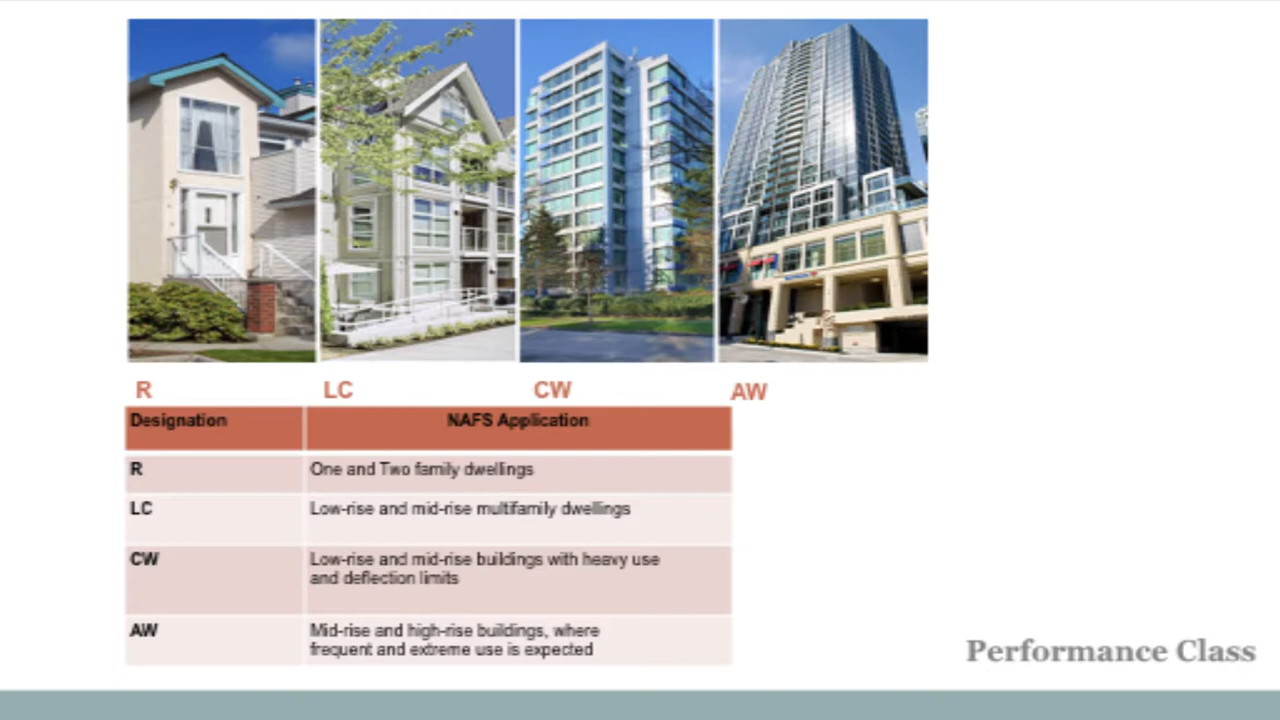 R
LC
CW
AW
Designation
NAFS Application
R
One and Two family dwellings
LC
Low-rise and mid-rise multifamily dwellings
CW
Low-rise and mid-rise buildings with heavy use
and deflection limits
AW
Mid-rise and high-rise buildings, where
frequent and extreme use is expected
Performance Class